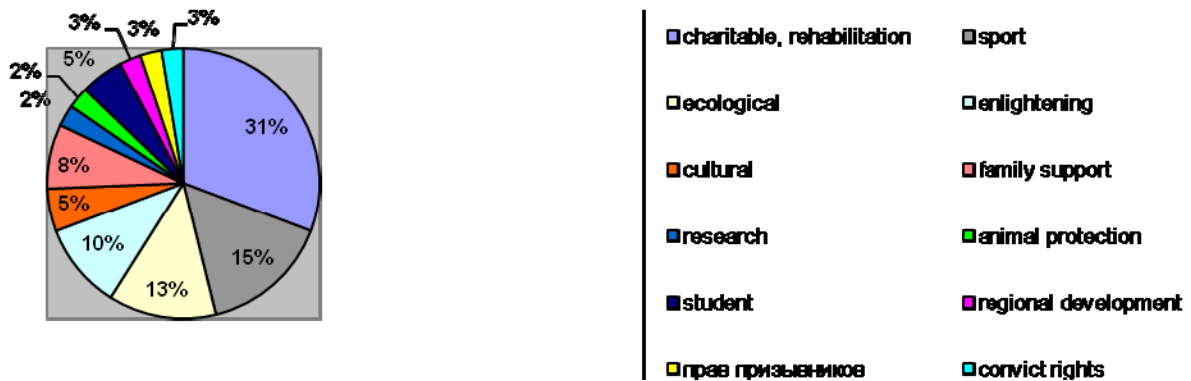 3% 3% 3%
5%
2%
2%
31%
8%
5%
10%
15%
13%
charitable, rehabilitation
sport
ecological
enlightening
cultural
family support
research
animal protection
student
regional development
прав призывников
convict rights